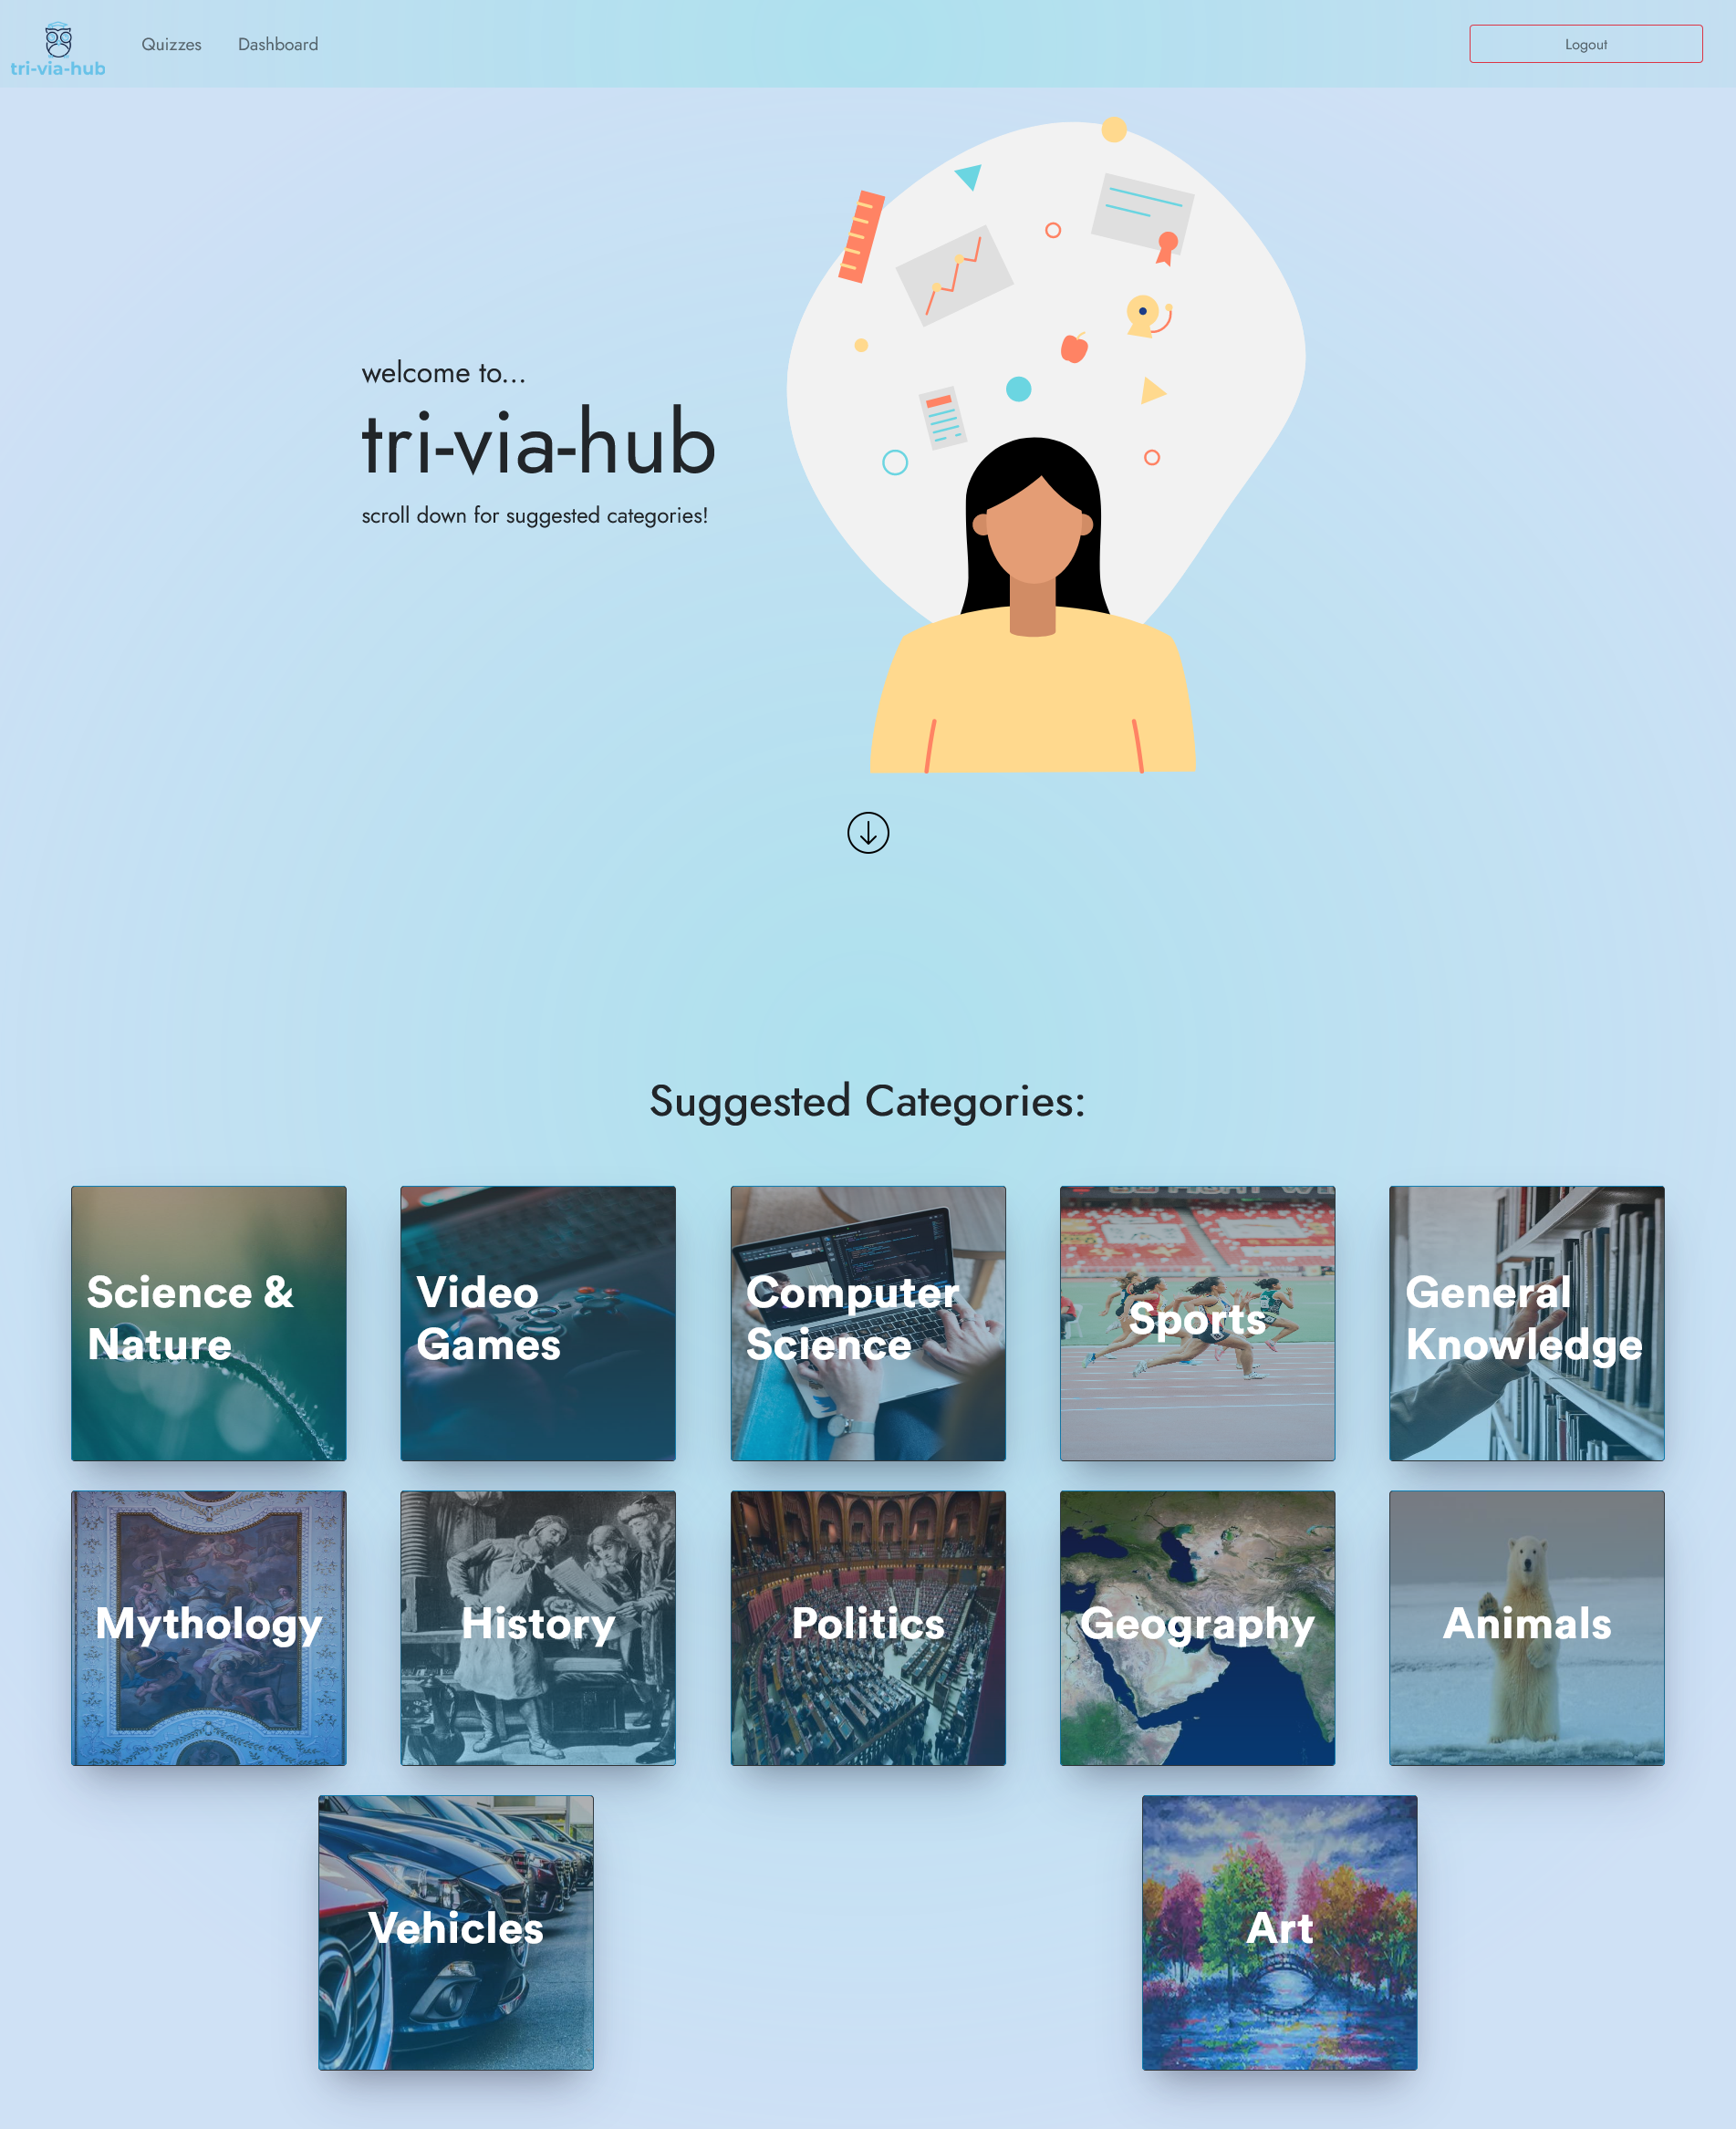 tri-via-hub
Quizzes
Dashboard
Logout
welcome to...
tri-via-hub
scroll down for suggested categories!
Suggested Categories:
Science &
Nature
Video
Games
Computer
Science
Sports
General
Knowledge
Mythology
History
Politics
Geography
Animals
Vehicles
Art